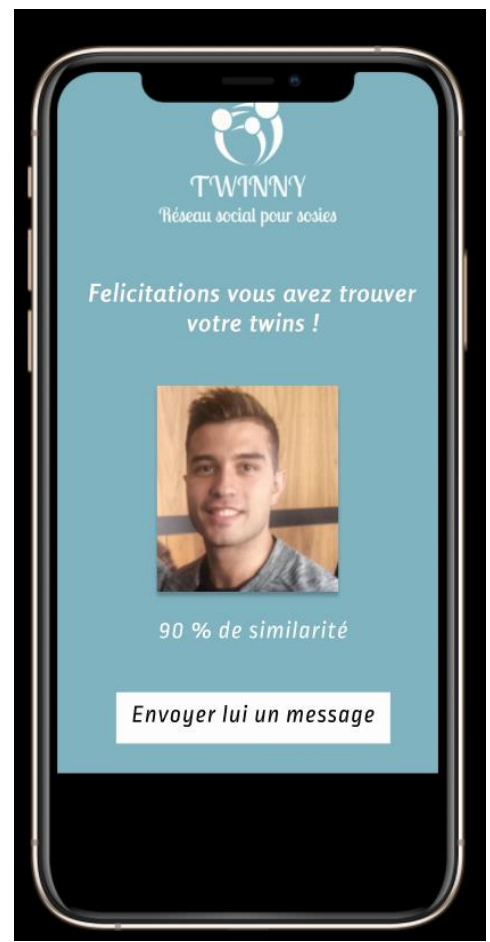 TWINNY
Réseau social pour sosies
Felicitations vous avez trouver
votre twins !
90 % de similarité
Envoyer lui un message